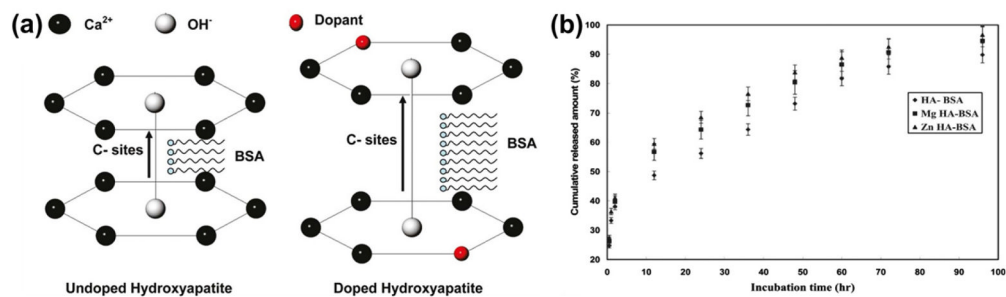 (a)
Ca2+
OH-
Dopant
C- sites
BSA
C- sites
BSA
Undoped Hydroxyapatite
Doped Hydroxyapatite
(b)
Cumulative released amount (%)
100
90
80
70
60
50
40
30
20
HA- BSA
Mg HA-BSA
Zn HA-BSA
0 10 20 30 40 50 60 70 80 90 100
Incubation time (hr)